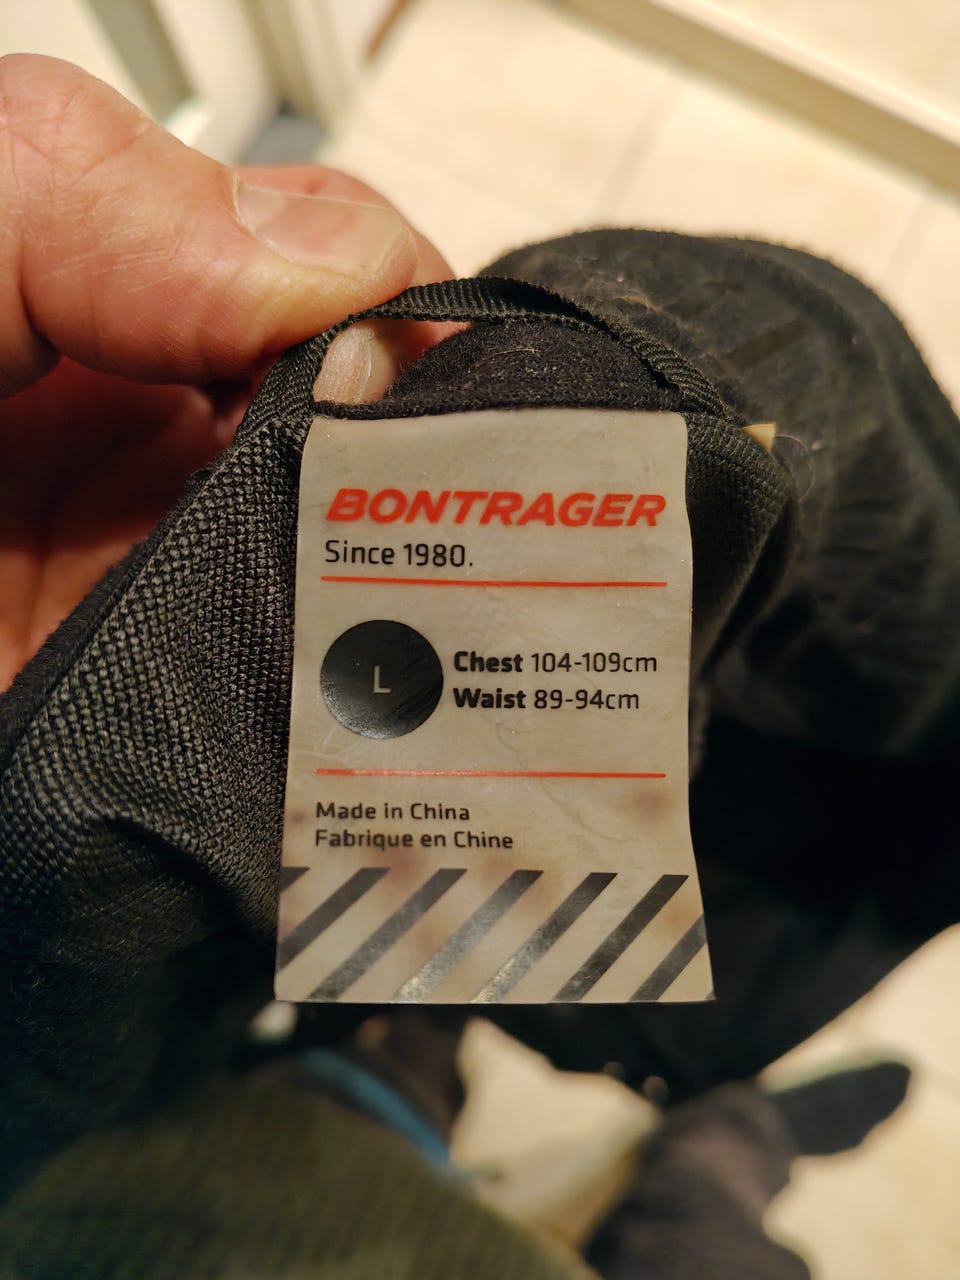 BONTRAGER
Since 1980.
L
Chest 104-109cm
Waist 89-94cm
Made in China
Fabrique en Chine